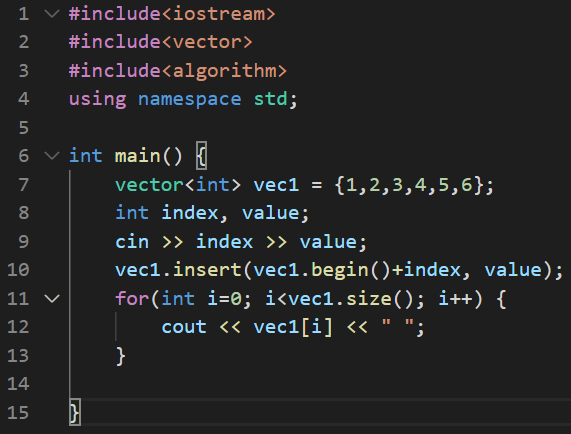 1 #include<iostream>
2 #include<vector>
3 #include<algorithm>
4 using namespace std;
5
6 int main() {
7     vector<int> vec1 = {1,2,3,4,5,6};
8     int index, value;
9     cin >> index >> value;
10     vec1.insert(vec1.begin()+index, value);
11     for(int i=0; i<vec1.size(); i++) {
12         cout << vec1[i] << " ";
13     }
14
15 }